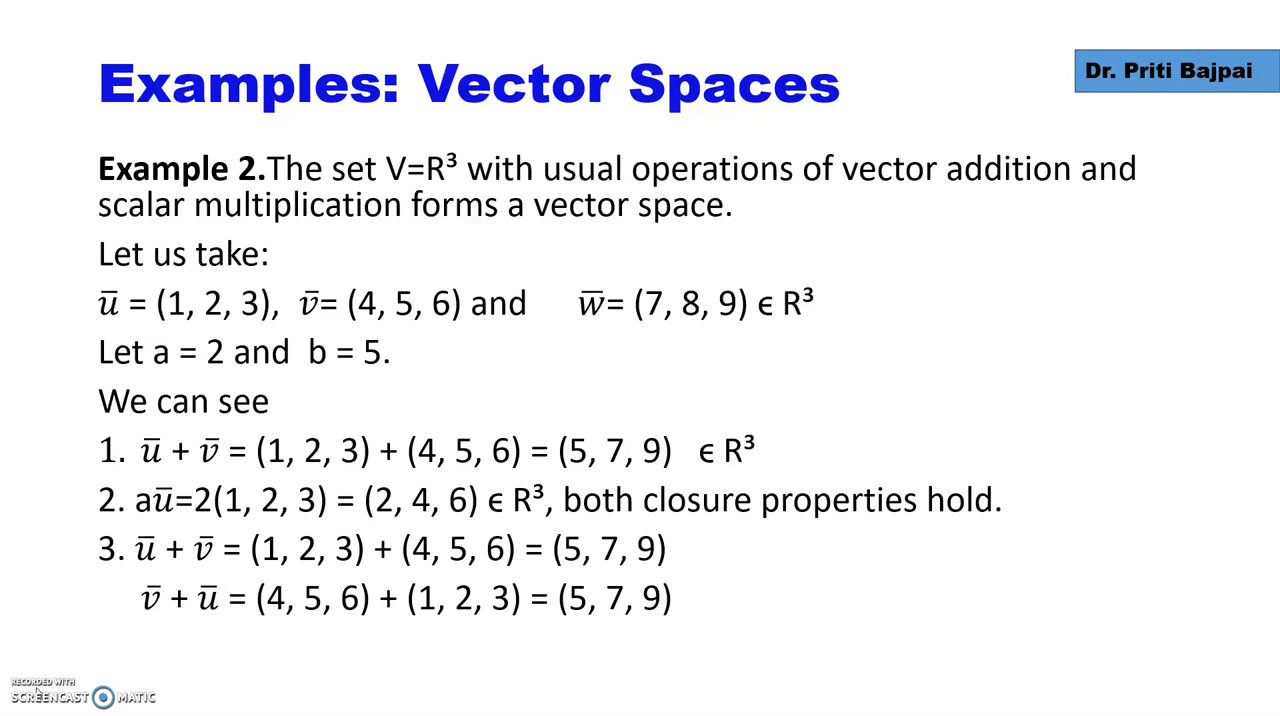 Examples: Vector Spaces
Dr. Priti Bajpai
Example 2.The set V=R³ with usual operations of vector addition and
scalar multiplication forms a vector space.
Let us take:
u̅ = (1, 2, 3), v̅= (4, 5, 6) and w̅= (7, 8, 9) ϵ R³
Let a = 2 and b = 5.
We can see
1. u̅ + v̅ = (1, 2, 3) + (4, 5, 6) = (5, 7, 9) ϵ R³
2. au̅=2(1, 2, 3) = (2, 4, 6) ϵ R³, both closure properties hold.
3. u̅ + v̅ = (1, 2, 3) + (4, 5, 6) = (5, 7, 9)
v̅ + u̅ = (4, 5, 6) + (1, 2, 3) = (5, 7, 9)
RECORDED WITH
SCREENCAST MATIC